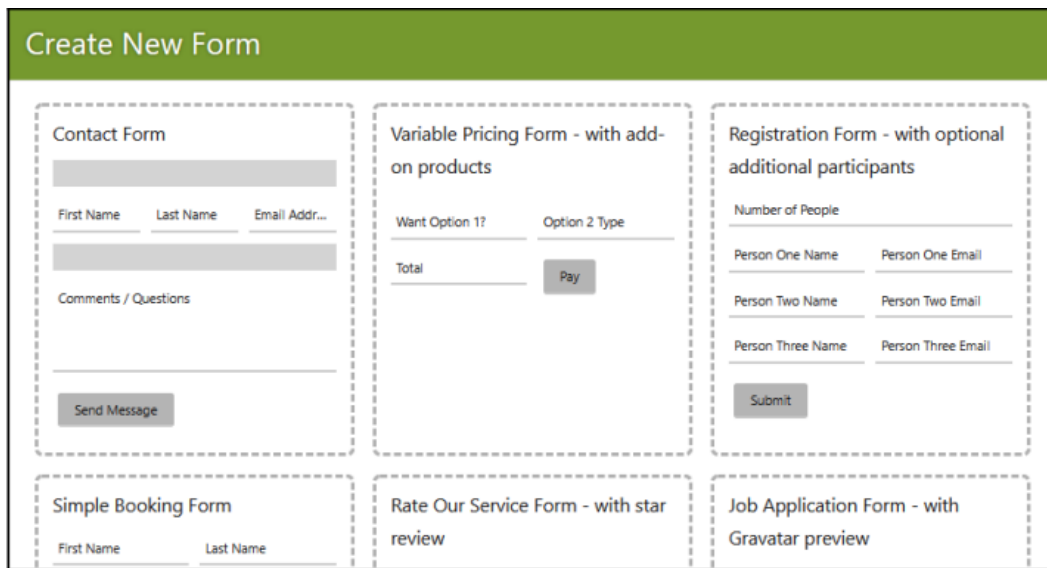 Create New Form
Contact Form
First Name Last Name Email Addr...
Comments / Questions
Send Message
Variable Pricing Form - with add-
on products
Want Option 1? Option 2 Type
Total Pay
Registration Form - with optional
additional participants
Number of People
Person One Name Person One Email
Person Two Name Person Two Email
Person Three Name Person Three Email
Submit
Simple Booking Form
First Name Last Name
Rate Our Service Form - with star
review
Job Application Form - with
Gravatar preview